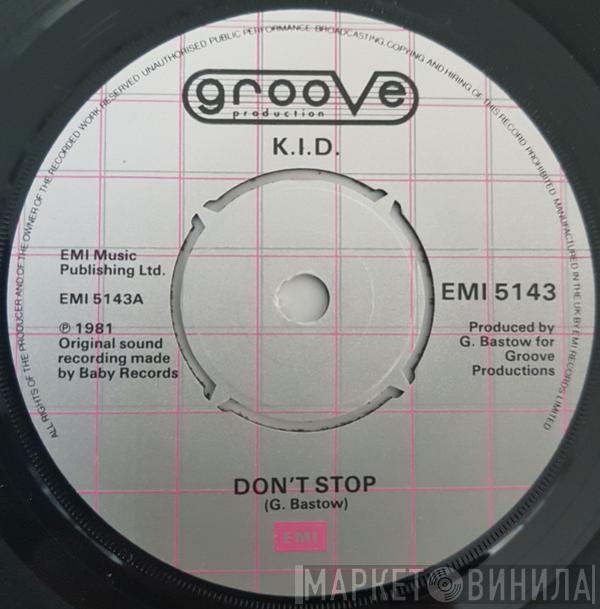 ALL RIGHTS OF THE PRODUCER AND OF THE OWNER OF THE RECORDED WORK RESERVED UNAUTHORISED PUBLIC PERFORMANCE BROADCASTING, COPYING AND HIRING OF THIS RECORD PROHIBITED MANUFACTURED IN THE UK BY EMI RECORDS LIMITED
groove
production
K.I.D.
EMI Music
Publishing Ltd.
EMI 5143A
EMI 5143
℗ 1981
Original sound
recording made
by Baby Records
Produced by
G. Bastow for
Groove
Productions
DON'T STOP
(G. Bastow)
EMI
МАРКЕТ ВИНИЛА